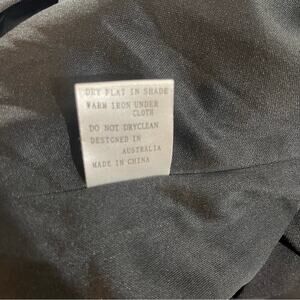 DRY FLAT IN SHADE
WARM IRON UNDER
CLOTH
DO NOT DRYCLEAN
DESIGNED IN
AUSTRALIA
MADE IN CHINA